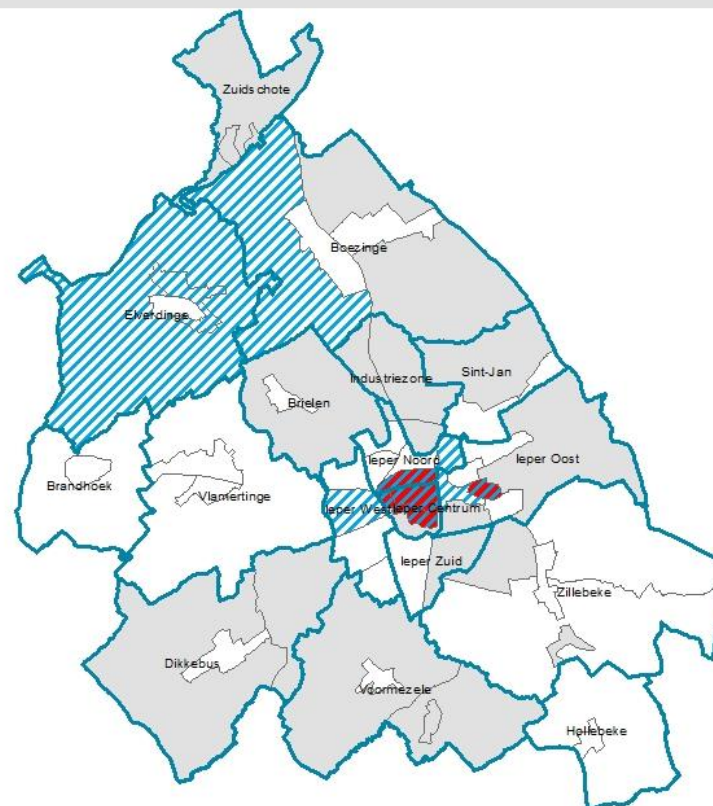 Zuidschote
Boezinge
Elverdinge
Industriezone
Sint-Jan
Brielen
Ieper Noord
Ieper Oost
Brandhoek
Vlamertinge
Ieper West
Ieper Centrum
Ieper Zuid
Zillebeke
Dikkebus
Voormezele
Hollebeke